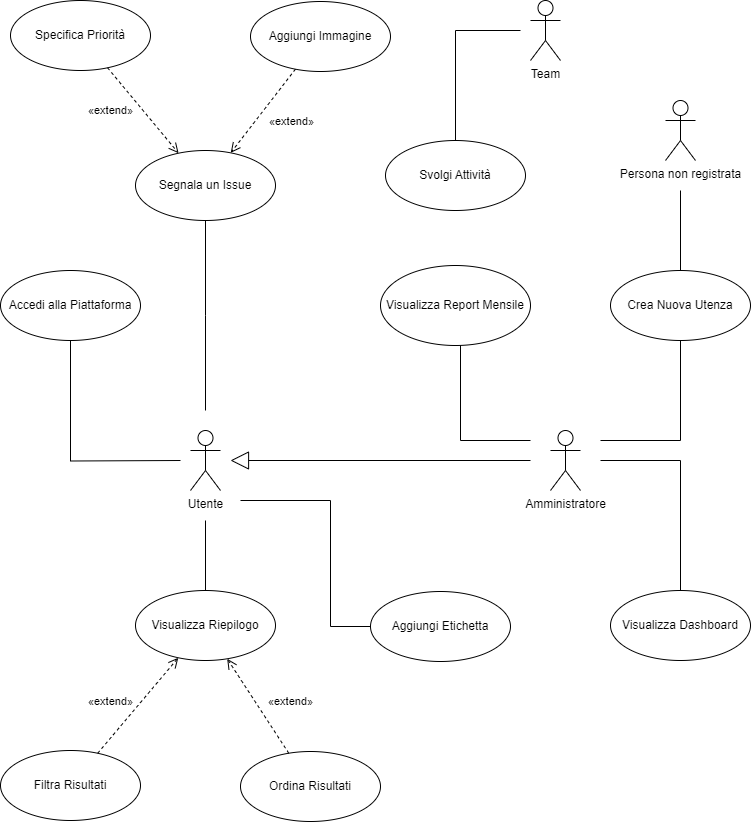 Specifica Priorità
Aggiungi Immagine
Team
«extend»
«extend»
Segnala un Issue
Svolgi Attività
Persona non registrata
Accedi alla Piattaforma
Visualizza Report Mensile
Crea Nuova Utenza
Utente
Amministratore
Visualizza Riepilogo
Aggiungi Etichetta
Visualizza Dashboard
«extend»
«extend»
Filtra Risultati
Ordina Risultati